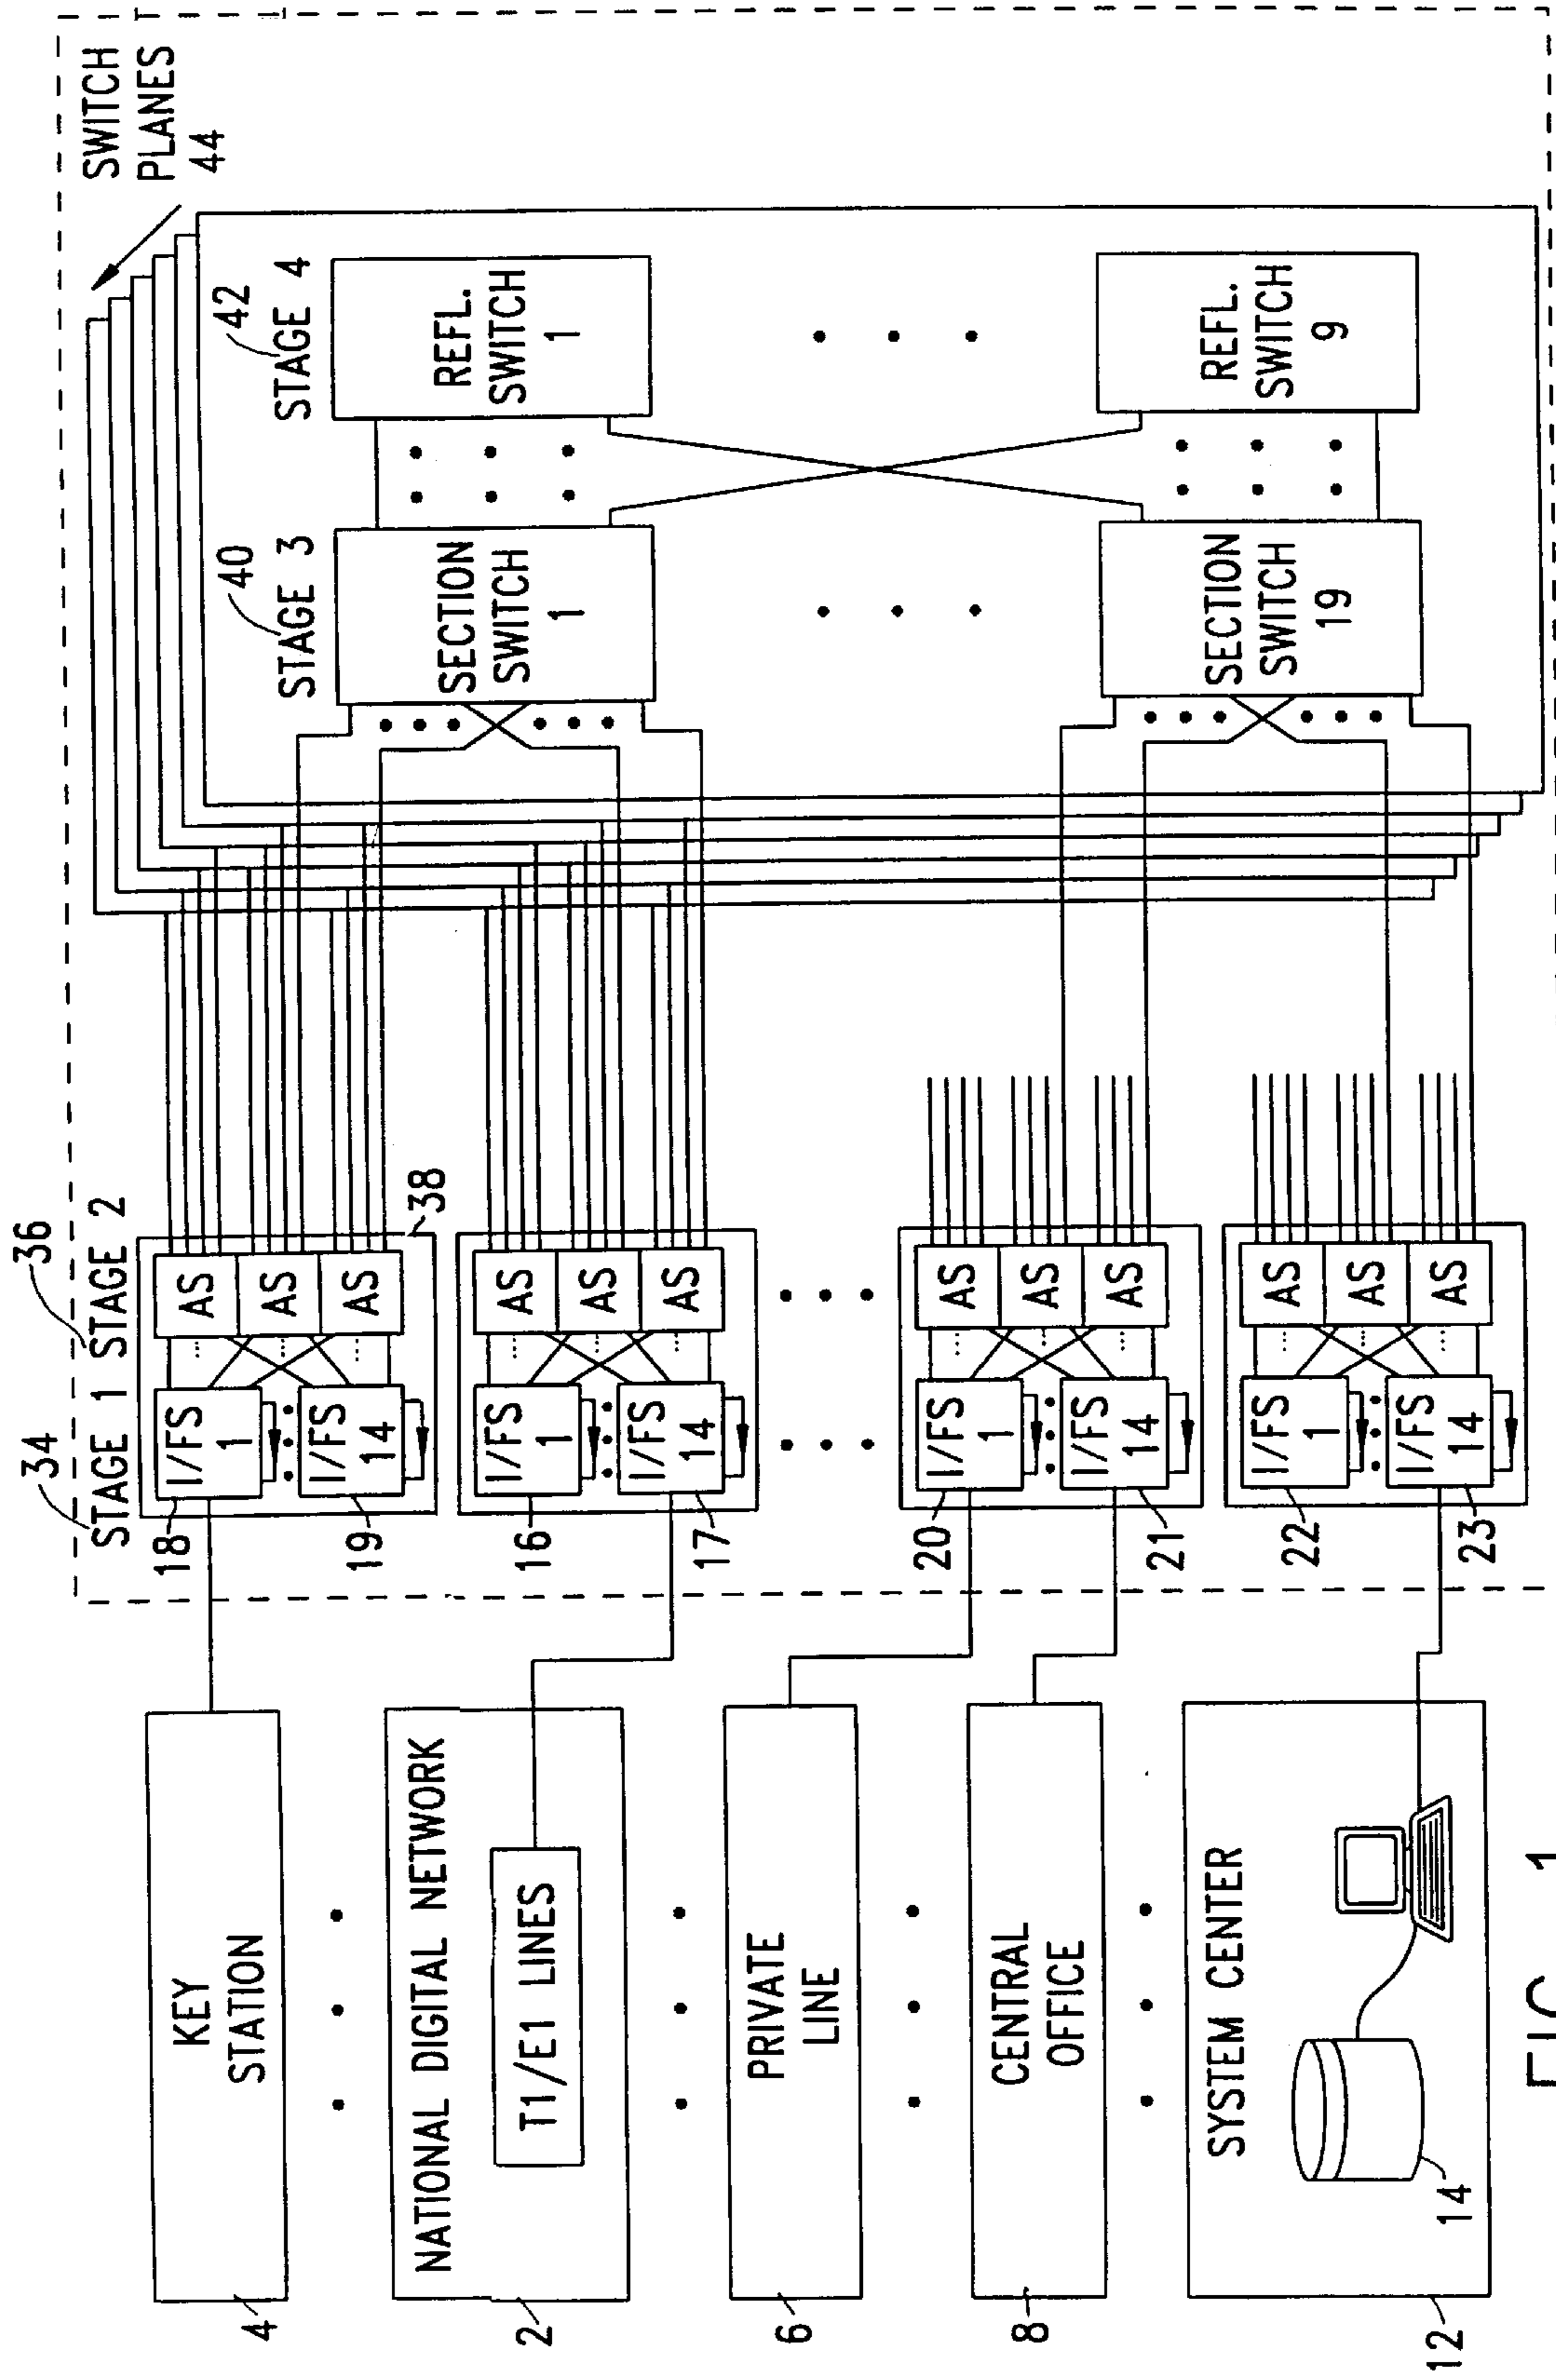 SWITCH
PLANES
44
36
34
STAGE 1
STAGE 2
40
STAGE 3
42
STAGE 4
18
I/FS
1
AS
AS
AS
19
I/FS
14
38
SECTION
SWITCH
1
REFL.
SWITCH
1
16
I/FS
1
AS
AS
AS
17
I/FS
14
20
I/FS
1
AS
AS
AS
21
I/FS
14
SECTION
SWITCH
19
REFL.
SWITCH
9
22
I/FS
1
AS
AS
AS
23
I/FS
14
KEY
STATION
4
NATIONAL DIGITAL NETWORK
T1/E1 LINES
2
PRIVATE
LINE
6
CENTRAL
OFFICE
8
SYSTEM CENTER
14
12
FIG. 1